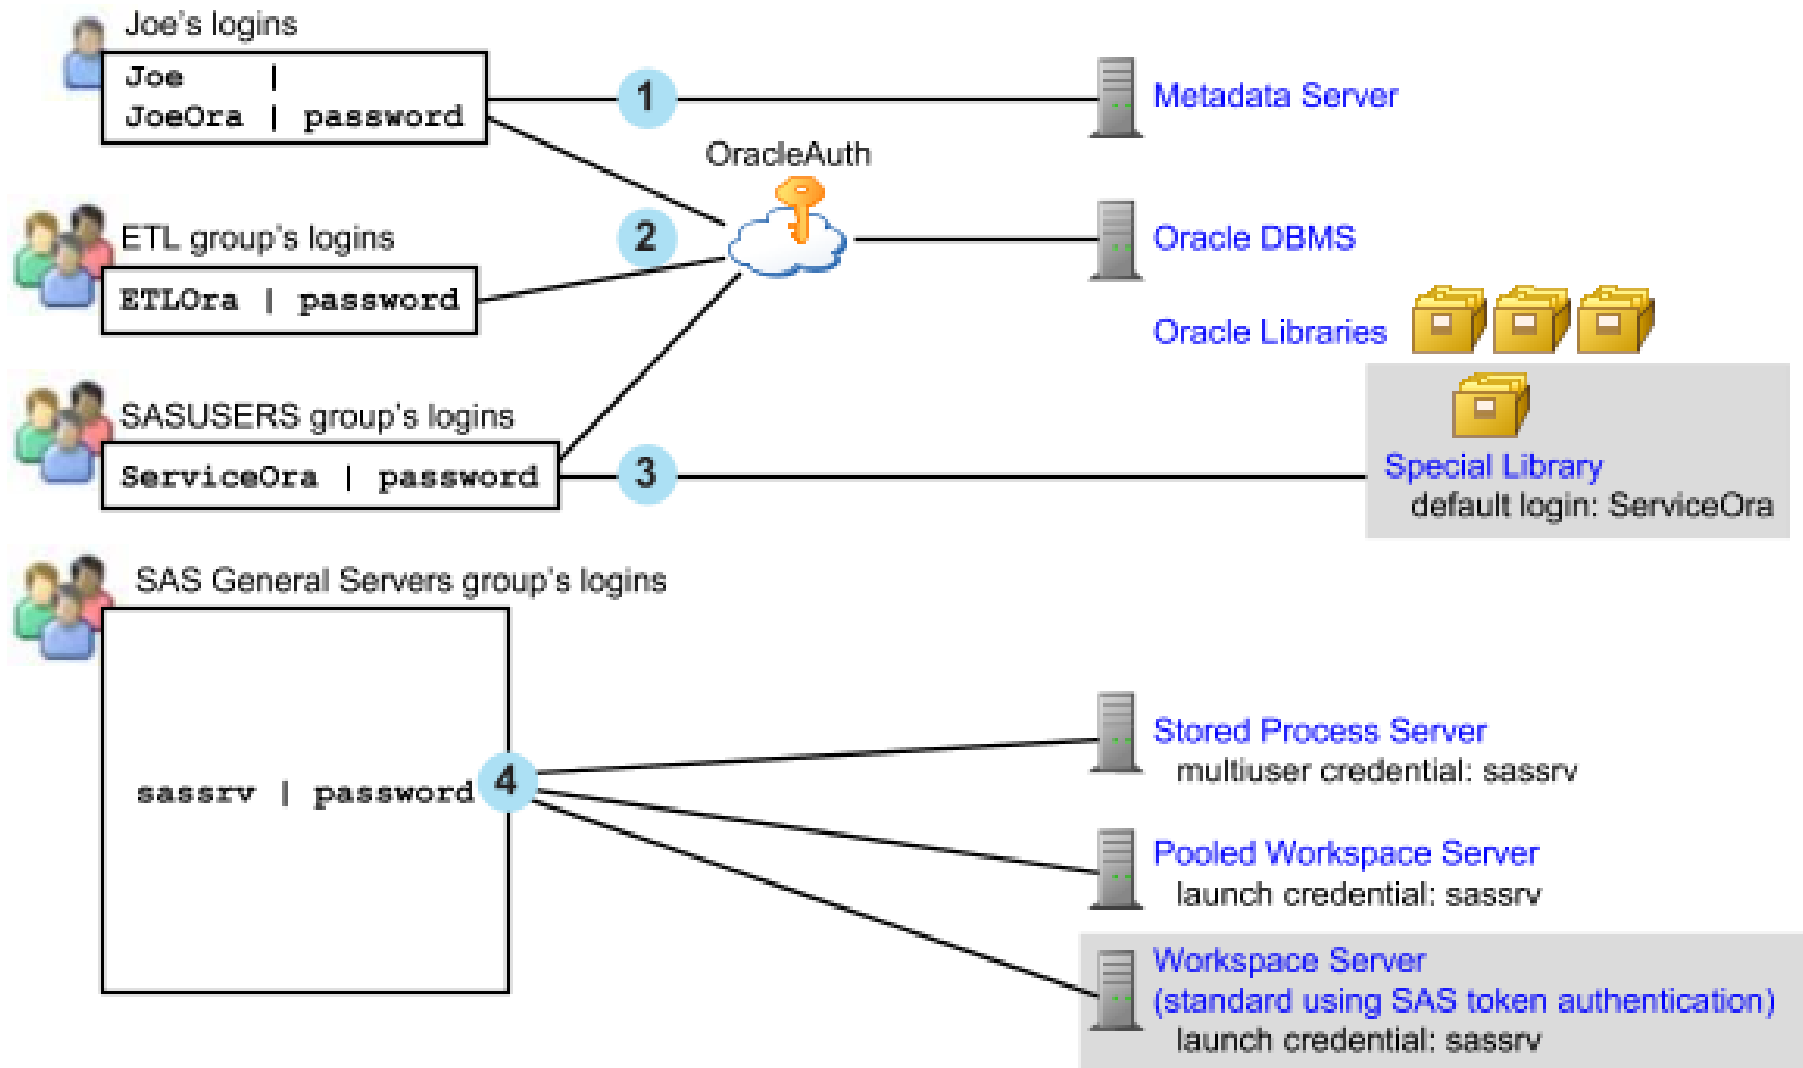 Joe's logins
Joe |
JoeOra | password
1
Metadata Server
OracleAuth
ETL group's logins
2
Oracle DBMS
ETLOra | password
Oracle Libraries
SASUSERS group's logins
ServiceOra | password
3
Special Library
default login: ServiceOra
SAS General Servers group's logins
sassrv | password
4
Stored Process Server
multiuser credential: sassrv
Pooled Workspace Server
launch credential: sassrv
Workspace Server
(standard using SAS token authentication)
launch credential: sassrv